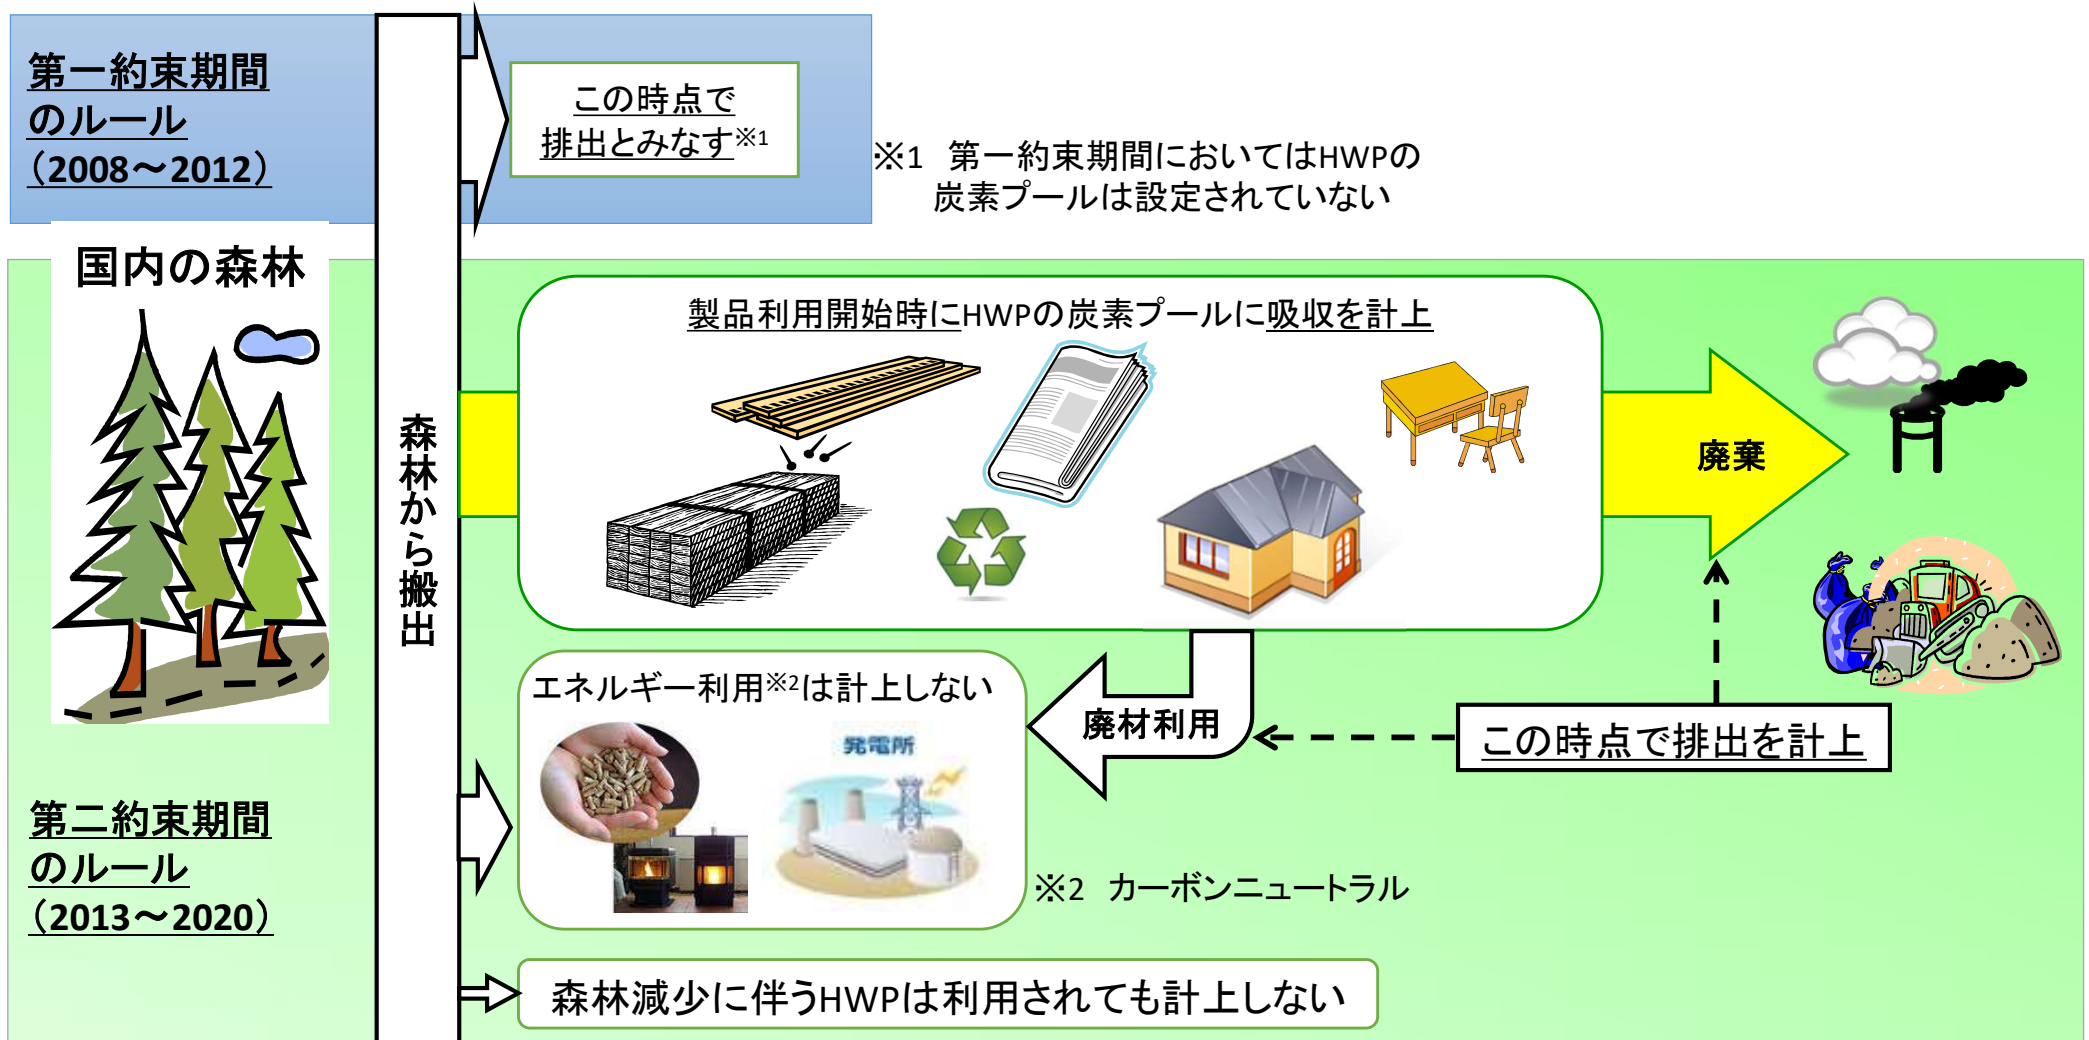 第一約束期間
のルール
（2008～2012）
この時点で
排出とみなす※1
※1　第一約束期間においてはHWPの
炭素プールは設定されていない
国内の森林
森林から搬出
製品利用開始時にHWPの炭素プールに吸収を計上
廃棄
エネルギー利用※2は計上しない
発電所
廃材利用
この時点で排出を計上
※2　カーボンニュートラル
第二約束期間
のルール
（2013～2020）
森林減少に伴うHWPは利用されても計上しない